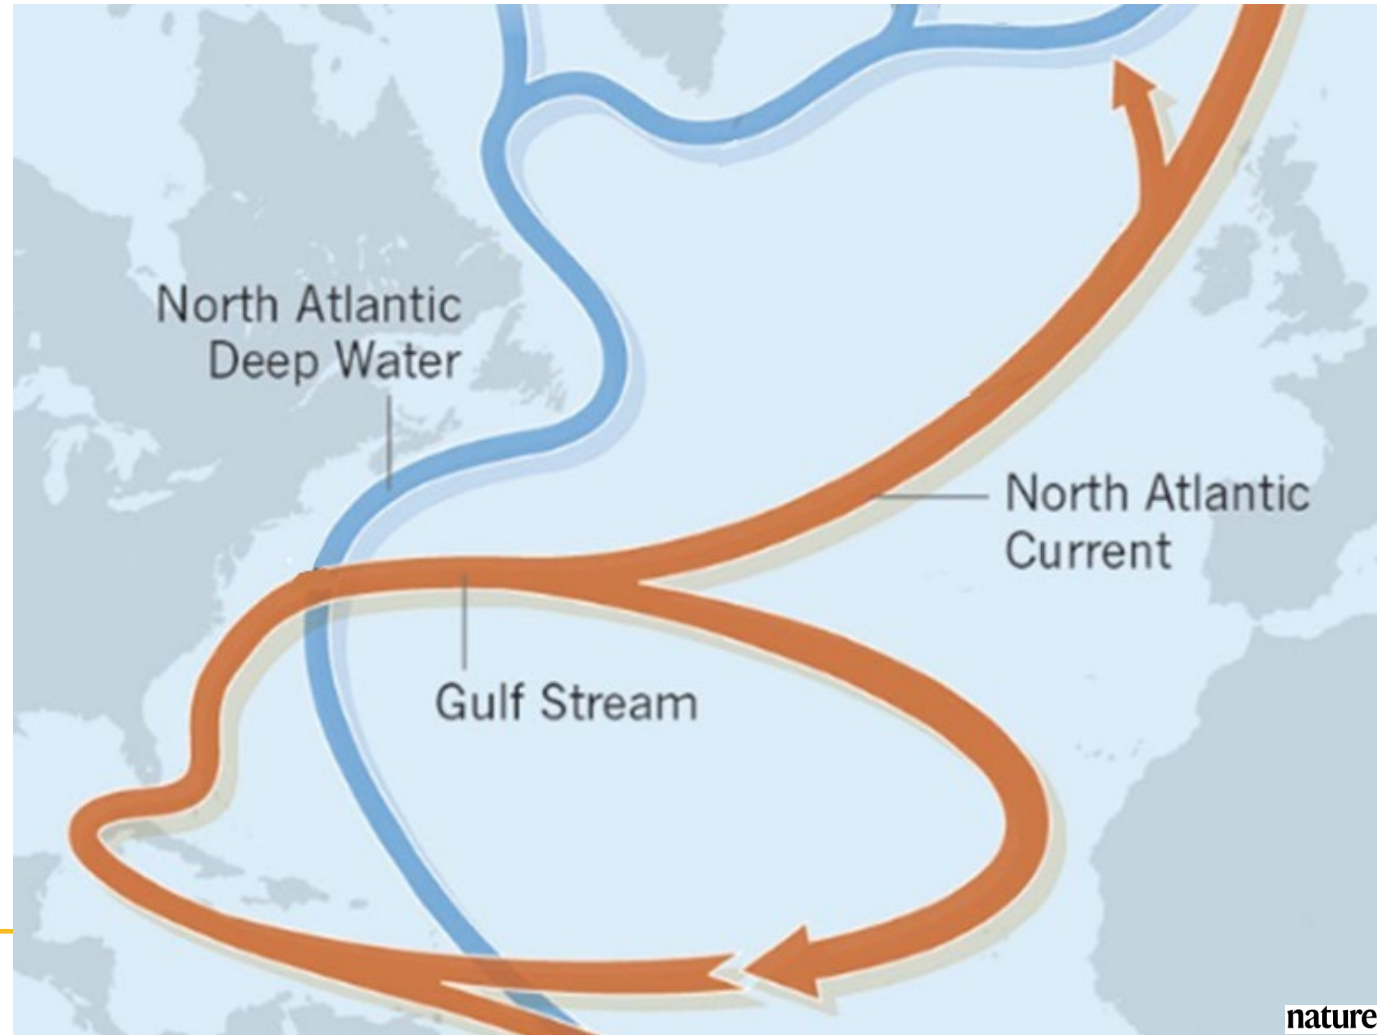 North Atlantic
Deep Water
North Atlantic
Current
Gulf Stream
nature